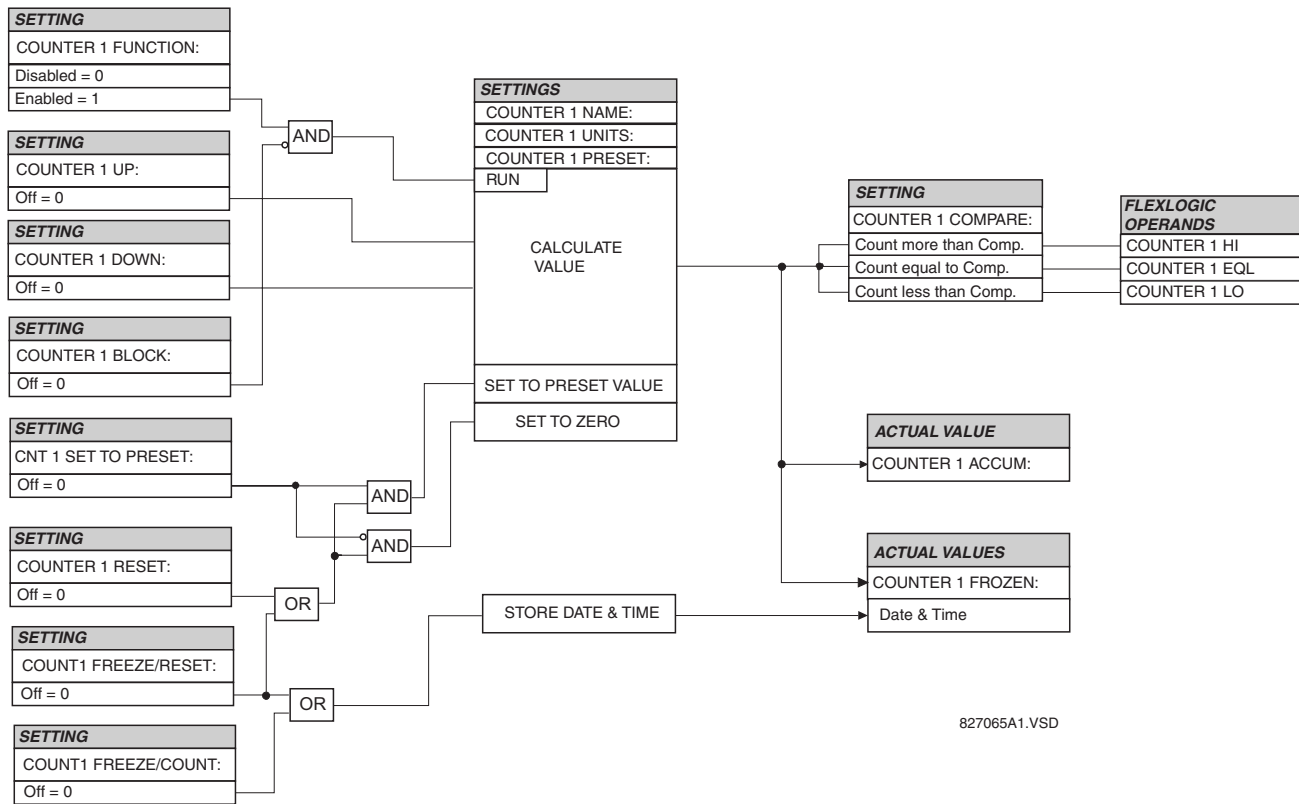 SETTING
COUNTER 1 FUNCTION:
Disabled = 0
Enabled = 1
SETTING
COUNTER 1 UP:
Off = 0
SETTING
COUNTER 1 DOWN:
Off = 0
SETTING
COUNTER 1 BLOCK:
Off = 0
SETTING
CNT 1 SET TO PRESET:
Off = 0
SETTING
COUNTER 1 RESET:
Off = 0
SETTING
COUNT1 FREEZE/RESET:
Off = 0
SETTING
COUNT1 FREEZE/COUNT:
Off = 0
AND
AND
AND
OR
OR
SETTINGS
COUNTER 1 NAME:
COUNTER 1 UNITS:
COUNTER 1 PRESET:
RUN
CALCULATE
VALUE
SET TO PRESET VALUE
SET TO ZERO
STORE DATE & TIME
SETTING
COUNTER 1 COMPARE:
Count more than Comp.
Count equal to Comp.
Count less than Comp.
FLEXLOGIC
OPERANDS
COUNTER 1 HI
COUNTER 1 EQL
COUNTER 1 LO
ACTUAL VALUE
COUNTER 1 ACCUM:
ACTUAL VALUES
COUNTER 1 FROZEN:
Date & Time
827065A1.VSD